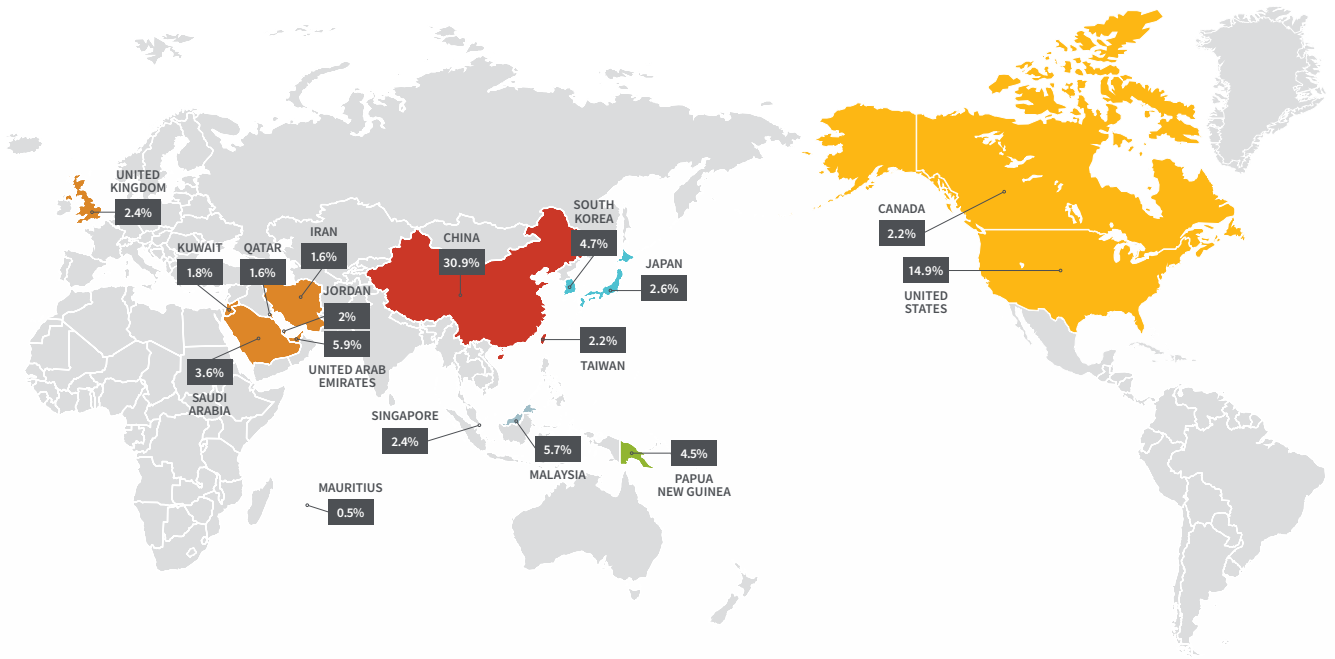 UNITED
KINGDOM
2.4%
KUWAIT
1.8%
QATAR
1.6%
IRAN
1.6%
JORDAN
2%
5.9%
UNITED ARAB
EMIRATES
3.6%
SAUDI
ARABIA
CHINA
30.9%
SOUTH
KOREA
4.7%
JAPAN
2.6%
2.2%
TAIWAN
SINGAPORE
2.4%
5.7%
MALAYSIA
4.5%
PAPUA
NEW GUINEA
MAURITIUS
0.5%
CANADA
2.2%
14.9%
UNITED
STATES